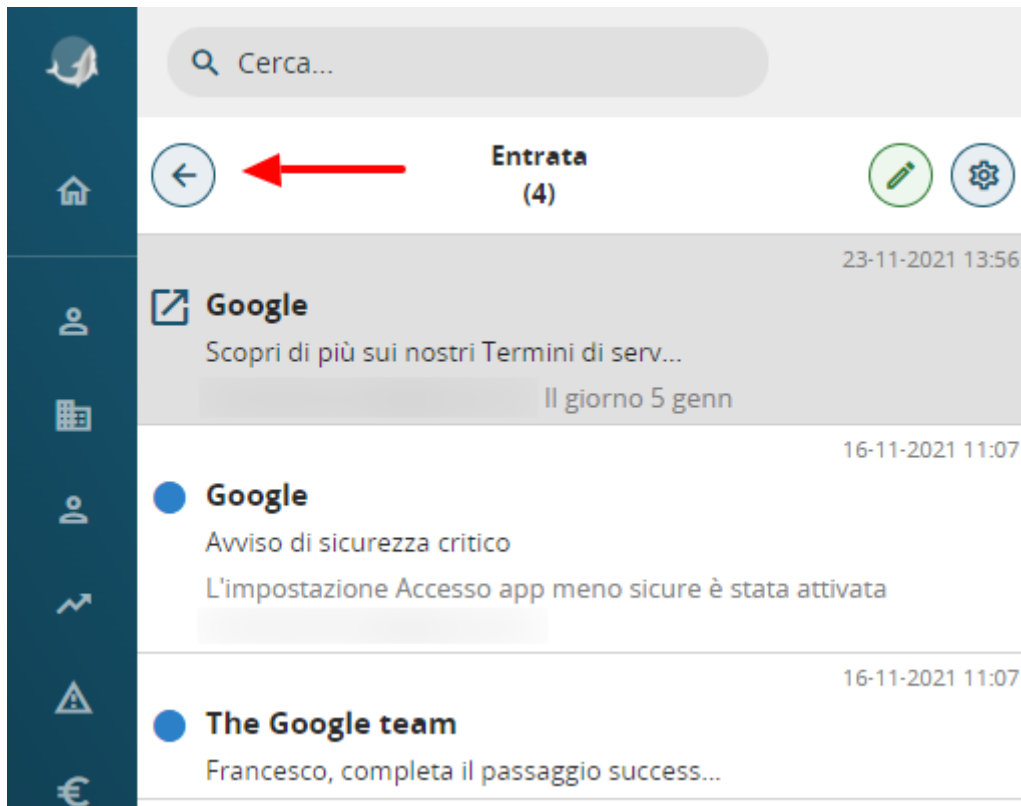 Cerca...
Entrata
(4)
23-11-2021 13:56
Google
Scopri di più sui nostri Termini di serv...
Il giorno 5 genn
16-11-2021 11:07
Google
Avviso di sicurezza critico
L'impostazione Accesso app meno sicure è stata attivata
16-11-2021 11:07
The Google team
Francesco, completa il passaggio success...